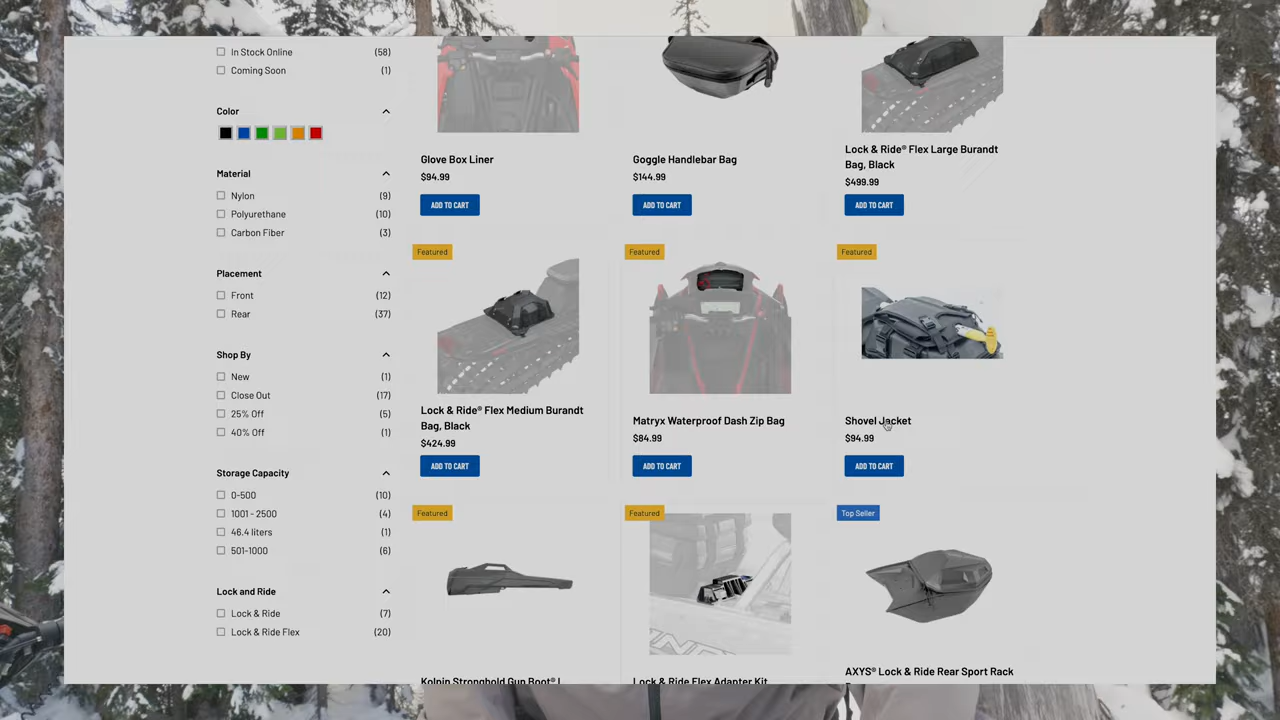 In Stock Online (58)
Coming Soon (1)
Color
Material
Nylon (9)
Polyurethane (10)
Carbon Fiber (3)
Placement
Front (12)
Rear (37)
Shop By
New (1)
Close Out (17)
25% Off (5)
40% Off (1)
Storage Capacity
0-500 (10)
1001 - 2500 (4)
46.4 liters (1)
501-1000 (6)
Lock and Ride
Lock & Ride (7)
Lock & Ride Flex (20)
Glove Box Liner
$94.99
ADD TO CART
Goggle Handlebar Bag
$144.99
ADD TO CART
Lock & Ride® Flex Large Burandt
Bag, Black
$499.99
ADD TO CART
Featured
Lock & Ride® Flex Medium Burandt
Bag, Black
$424.99
ADD TO CART
Featured
Matryx Waterproof Dash Zip Bag
$84.99
ADD TO CART
Featured
Shovel Jacket
$94.99
ADD TO CART
Featured
Kolpin Stronghold Gun Boot® L
Featured
Lock & Ride Flex Adapter Kit
Top Seller
AXYS® Lock & Ride Rear Sport Rack